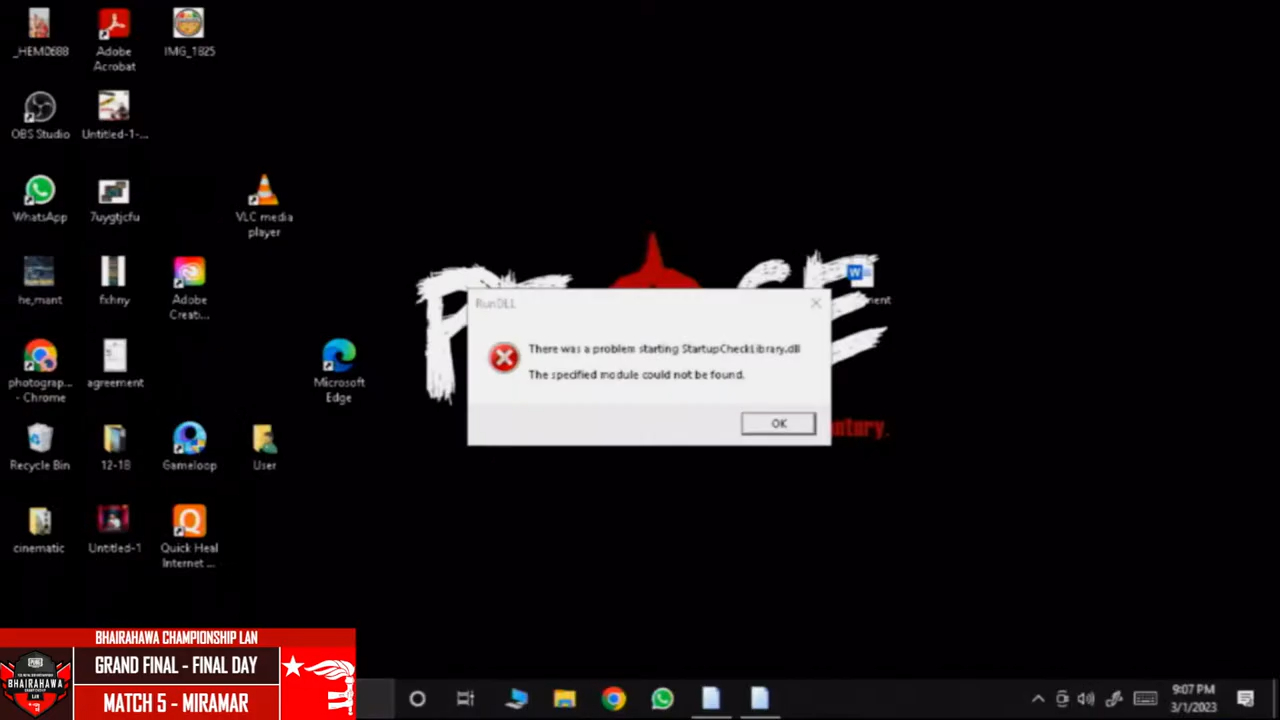 _HEM0688
Adobe
Acrobat
IMG_1825
OBS Studio
Untitled-1-...
WhatsApp
7uygtjcfu
VLC media
player
he_mant
fxhny
Adobe
Creati...
photograp...
- Chrome
agreement
Microsoft
Edge
Recycle Bin
12-18
Gameloop
User
cinematic
Untitled-1
Quick Heal
Internet ...
RunDLL
There was a problem starting StartupCheckLibrary.dll
The specified module could not be found.
OK
BHAIRAHAWA CHAMPIONSHIP LAN
GRAND FINAL - FINAL DAY
MATCH 5 - MIRAMAR
BHAIRAHAWA
CHAMPIONSHIP
LAN
9:07 PM
3/1/2023